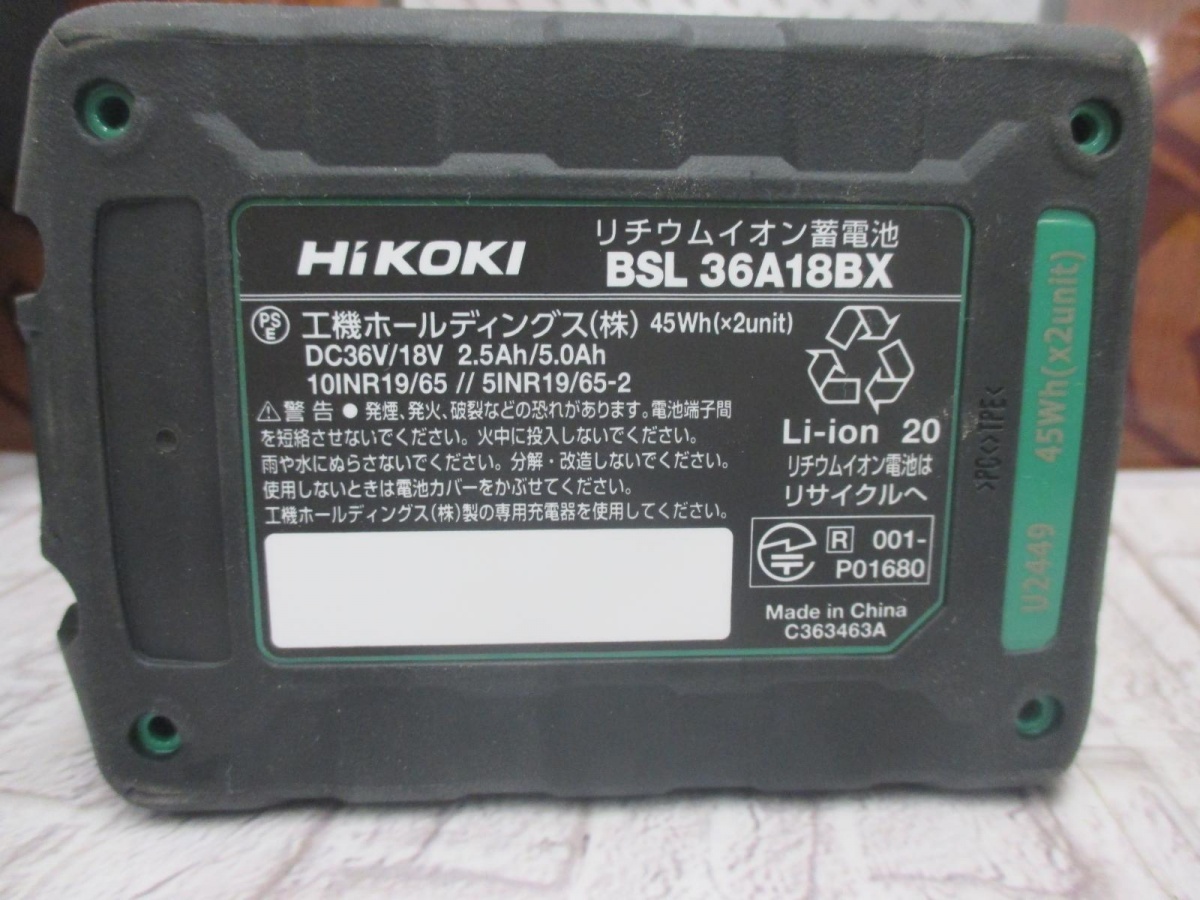 HiKOKI
リチウムイオン蓄電池
BSL 36A18BX
PSE
工機ホールディングス(株) 45Wh(×2unit)
DC36V/18V 2.5Ah/5.0Ah
10INR19/65 // 5INR19/65-2
警告 ● 発煙、発火、破裂などの恐れがあります。電池端子間
を短絡させないでください。火中に投入しないでください。
雨や水にぬらさないでください。分解・改造しないでください。
使用しないときは電池カバーをかぶせてください。
工機ホールディングス(株)製の専用充電器を使用してください。
Li-ion 20
リチウムイオン電池は
リサイクルへ
R 001-
P01680
Made in China
C363463A
>PC<>TPE<
U2449 45Wh(x2unit)